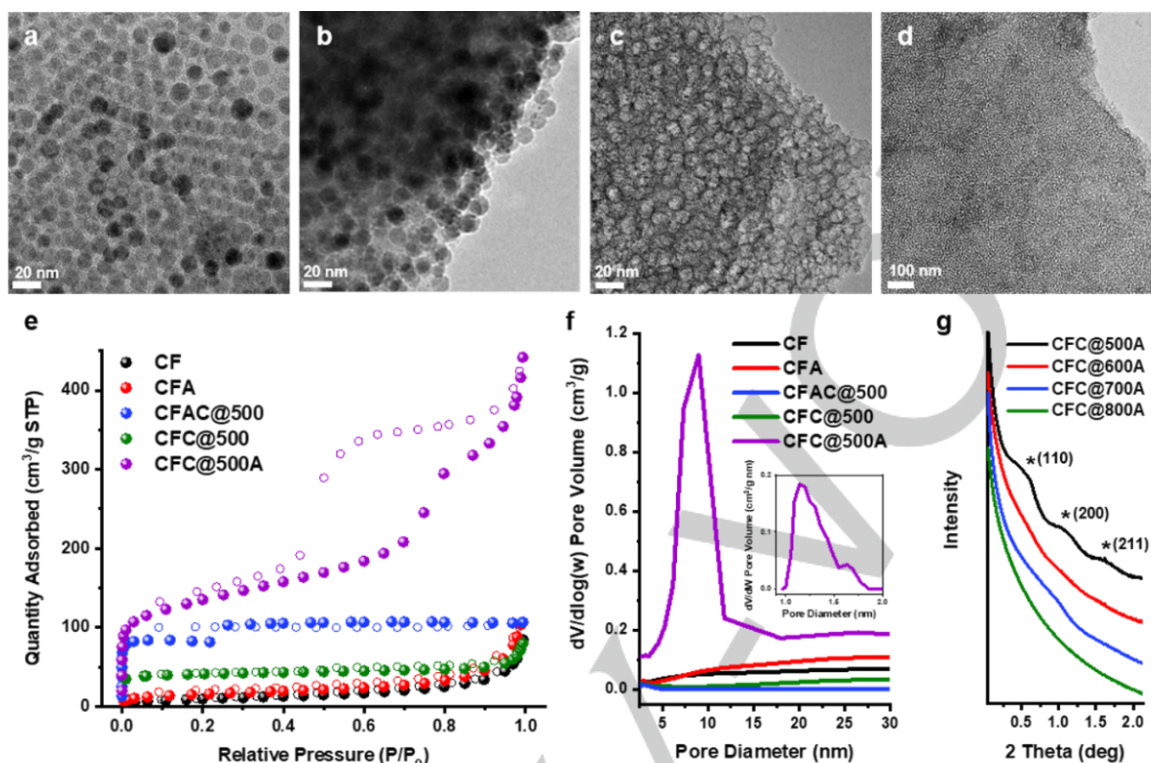 a
20 nm
b
20 nm
c
20 nm
d
100 nm
e
Quantity Adsorbed (cm³/g STP)
400
300
200
100
0
CF
CFA
CFAC@500
CFC@500
CFC@500A
0.0 0.2 0.4 0.6 0.8 1.0
Relative Pressure (P/P₀)
f
dV/dlog(w) Pore Volume (cm³/g)
1.2
1.0
0.8
0.6
0.4
0.2
0.0
CF
CFA
CFAC@500
CFC@500
CFC@500A
dV/dW Pore Volume (cm³/g nm)
0.2
0.1
0.0
1.0 1.5 2.0
Pore Diameter (nm)
5 10 15 20 25 30
Pore Diameter (nm)
g
Intensity
CFC@500A
CFC@600A
CFC@700A
CFC@800A
*(110)
*(200)
*(211)
0.5 1.0 1.5 2.0
2 Theta (deg)